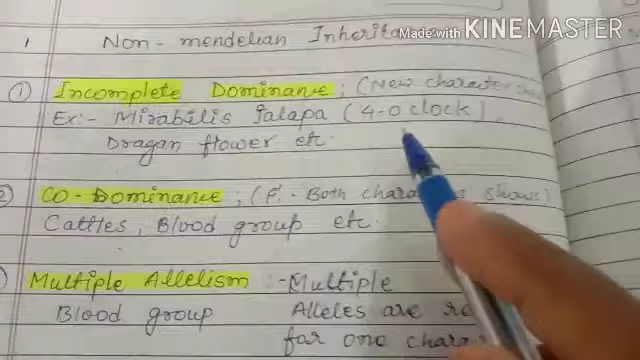 Made with KINEMASTER
1 Non-mendelian
① Incomplete Dominance ; (New character
Ex:- Mirabilis Jalapa (4-0 clock),
Dragan flower etc.
2) CO-Dominance ; (F₁ - Both chara s shows)
Cattles, Blood group etc.
Multiple Allelism - Multiple
Blood group Alleles are re
for one char